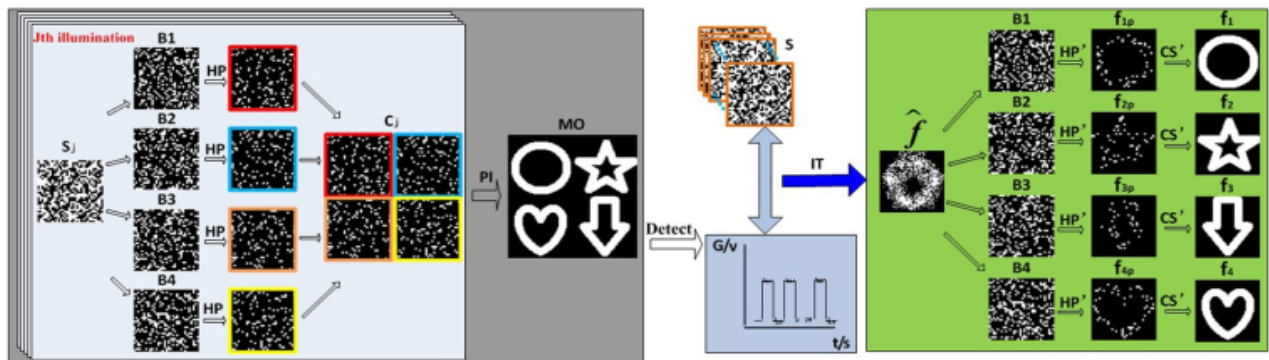 Jth illumination
B1
HP
Sj
B2
HP
Cj
B3
HP
B4
HP
PI
MO
Detect
S
IT
G/v
t/s
f̂
B1
HP’
f1p
CS’
f1
B2
HP’
f2p
CS’
f2
B3
HP’
f3p
CS’
f3
B4
HP’
f4p
CS’
f4